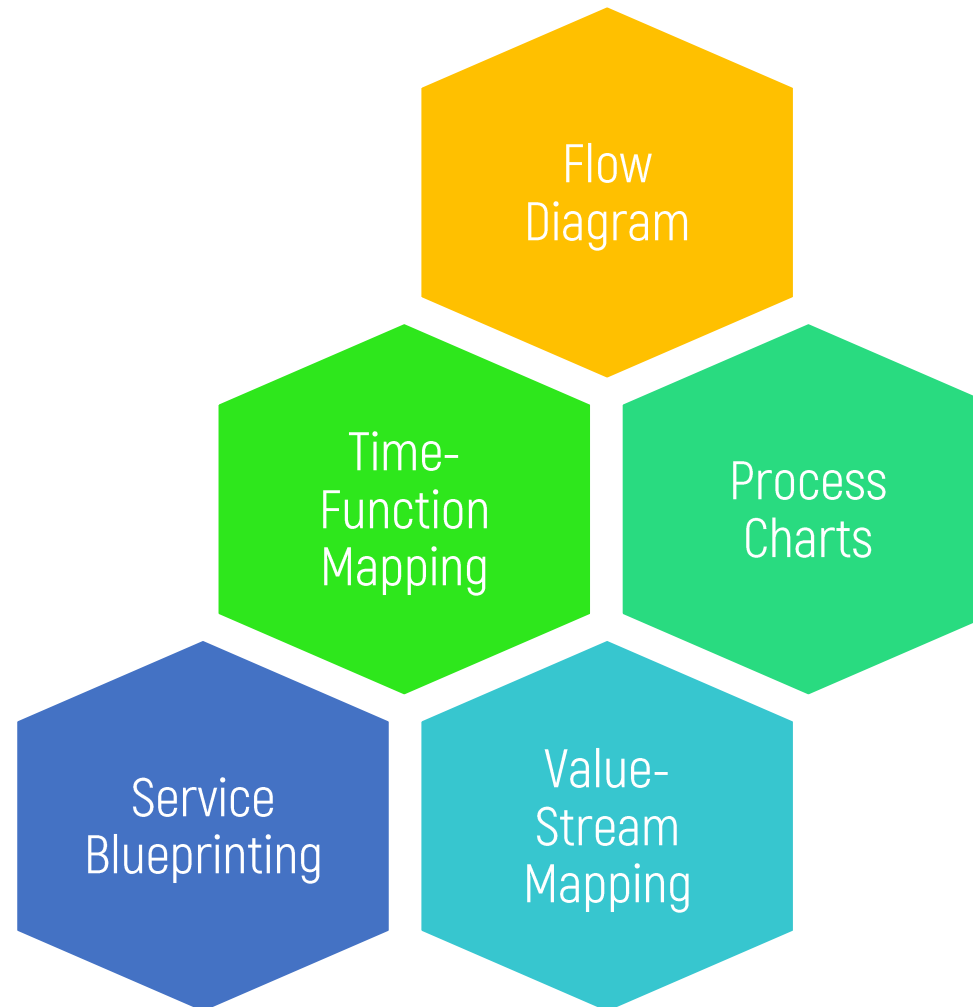 Flow
Diagram
Time-
Function
Mapping
Process
Charts
Service
Blueprinting
Value-
Stream
Mapping